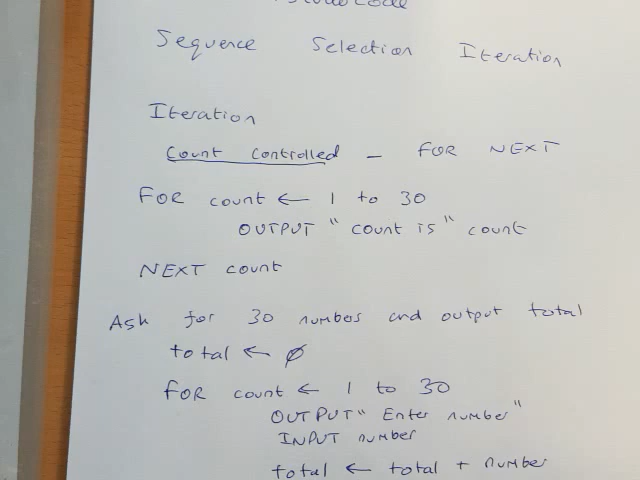 Sequence Selection Iteration
Iteration
Count Controlled - FOR NEXT
FOR count ← 1 to 30
OUTPUT "count is" count
NEXT count
Ask for 30 numbers and output total
total ← 0
FOR count ← 1 to 30
OUTPUT "Enter number"
INPUT number
total ← total + number